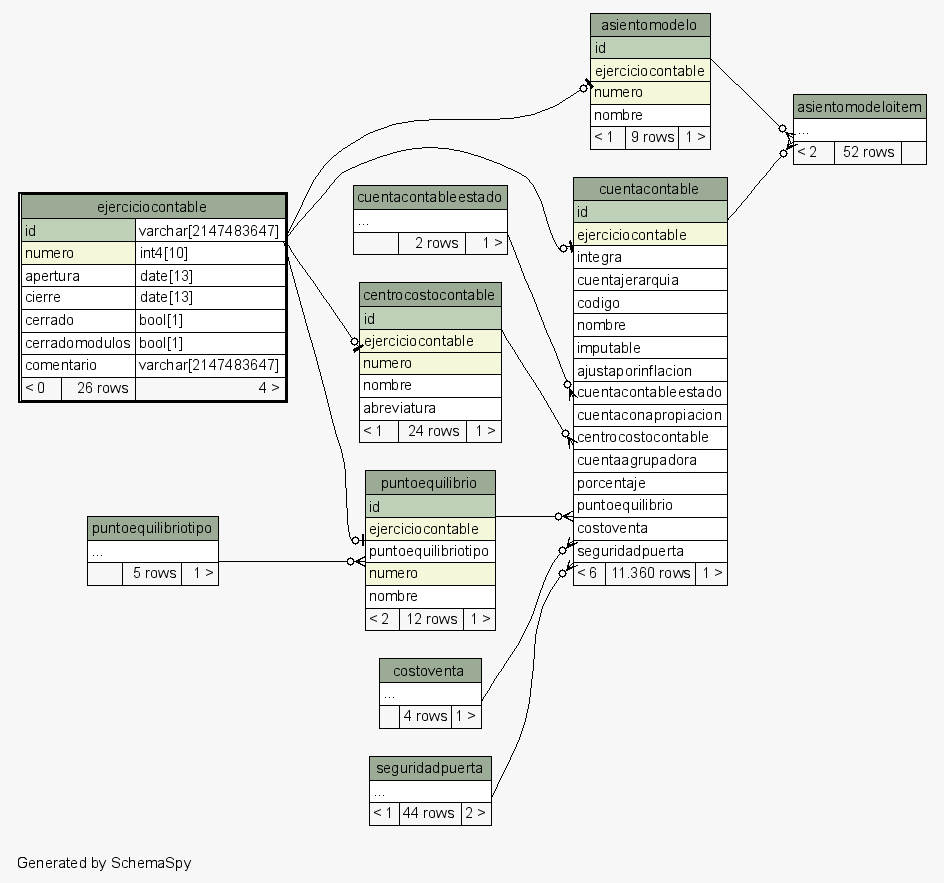 asientomodelo
id
ejerciciocontable
numero
nombre
< 1 9 rows 1 >
asientomodeloitem
...
< 2 52 rows
ejerciciocontable
id varchar[2147483647]
numero int4[10]
apertura date[13]
cierre date[13]
cerrado bool[1]
cerradomodulos bool[1]
comentario varchar[2147483647]
< 0 26 rows 4 >
cuentacontableestado
...
2 rows 1 >
centrocostocontable
id
ejerciciocontable
numero
nombre
abreviatura
< 1 24 rows 1 >
cuentacontable
id
ejerciciocontable
integra
cuentajerarquia
codigo
nombre
imputable
ajustaporinflacion
cuentacontableestado
cuentaconapropiacion
centrocostocontable
cuentaagrupadora
porcentaje
puntoequilibrio
costoventa
seguridadpuerta
< 6 11.360 rows 1 >
puntoequilibrio
id
ejerciciocontable
puntoequilibriotipo
numero
nombre
< 2 12 rows 1 >
puntoequilibriotipo
...
5 rows 1 >
costoventa
...
4 rows 1 >
seguridadpuerta
...
< 1 44 rows 2 >
Generated by SchemaSpy